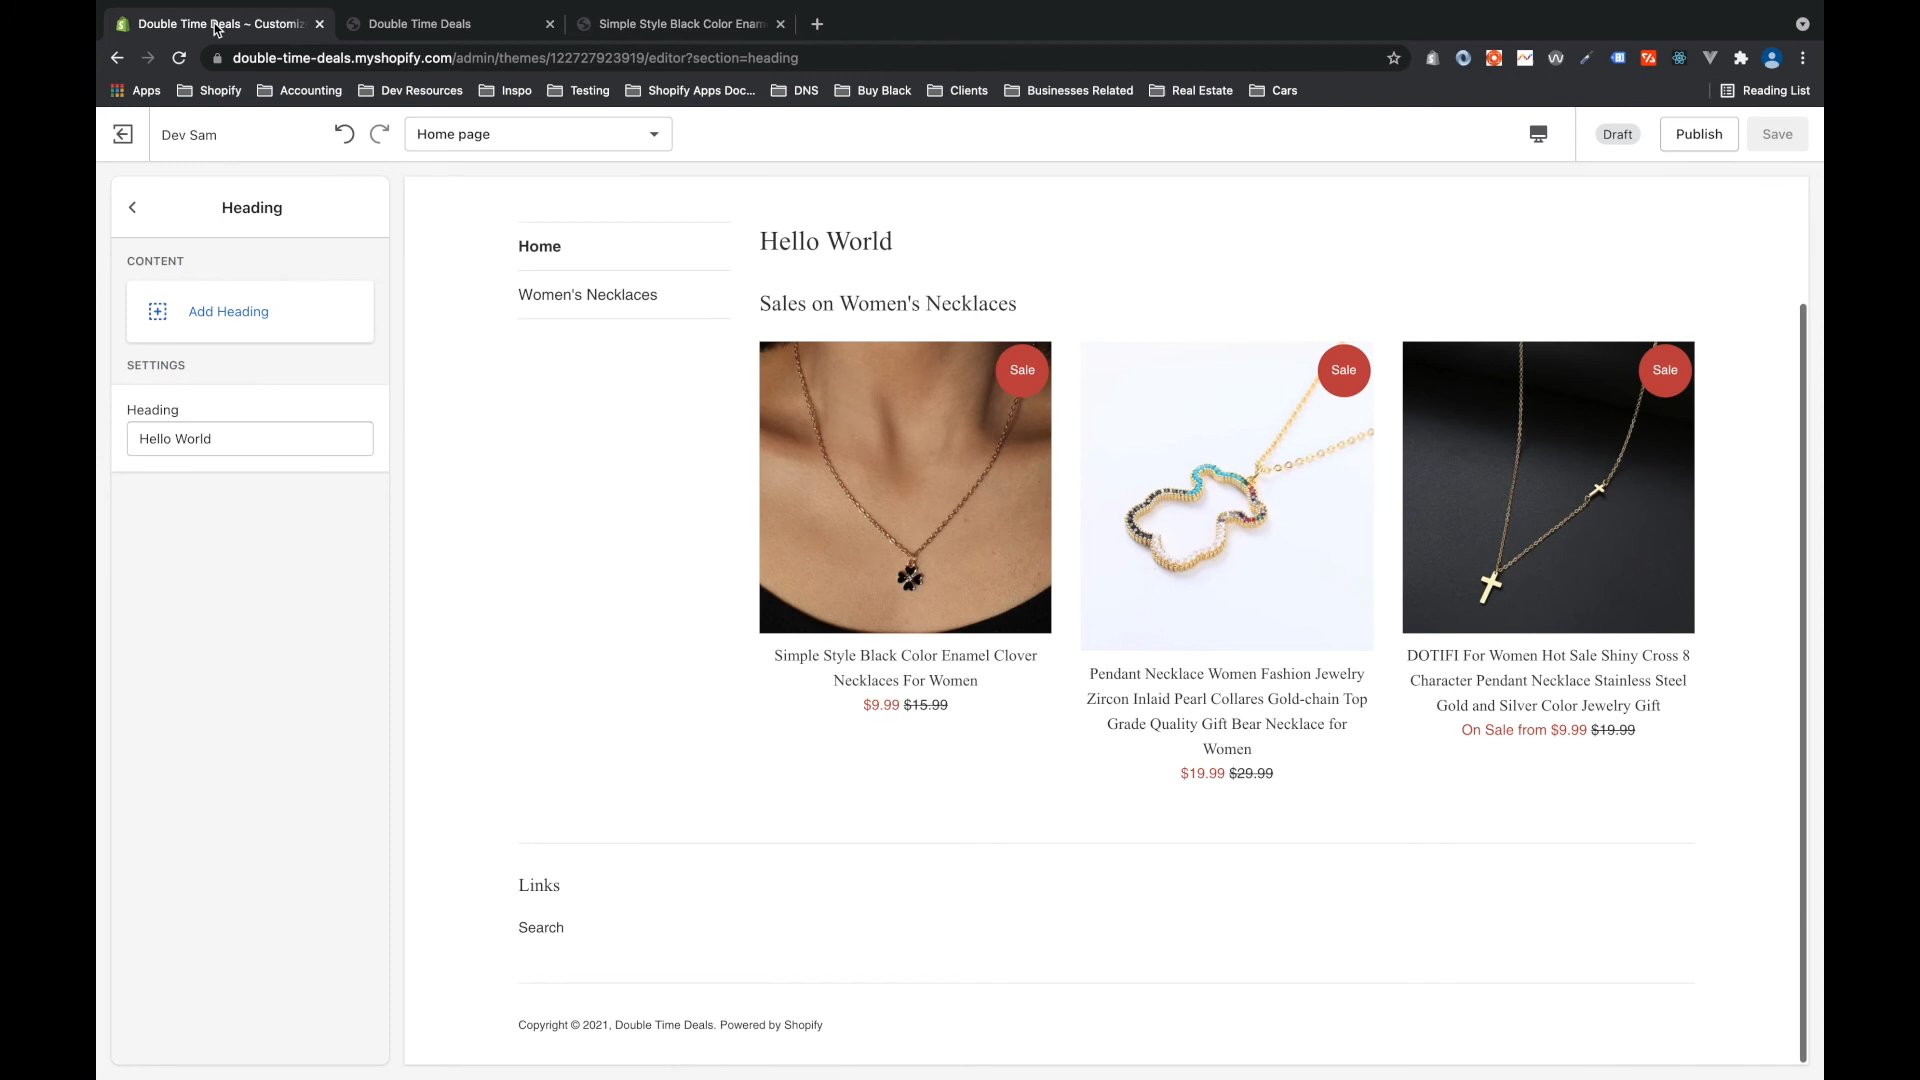 Double Time Deals ~ Customiz
Double Time Deals
Simple Style Black Color Enam
double-time-deals.myshopify.com/admin/themes/122727923919/editor?section=heading
Apps
Shopify
Accounting
Dev Resources
Inspo
Testing
Shopify Apps Doc...
DNS
Buy Black
Clients
Businesses Related
Real Estate
Cars
Reading List
Dev Sam
Home page
Draft
Publish
Save
Heading
CONTENT
Add Heading
SETTINGS
Heading
Hello World
Home
Women's Necklaces
Hello World
Sales on Women's Necklaces
Sale
Simple Style Black Color Enamel Clover
Necklaces For Women
$9.99 $15.99
Sale
Pendant Necklace Women Fashion Jewelry
Zircon Inlaid Pearl Collares Gold-chain Top
Grade Quality Gift Bear Necklace for
Women
$19.99 $29.99
Sale
DOTIFI For Women Hot Sale Shiny Cross 8
Character Pendant Necklace Stainless Steel
Gold and Silver Color Jewelry Gift
On Sale from $9.99 $19.99
Links
Search
Copyright © 2021, Double Time Deals. Powered by Shopify